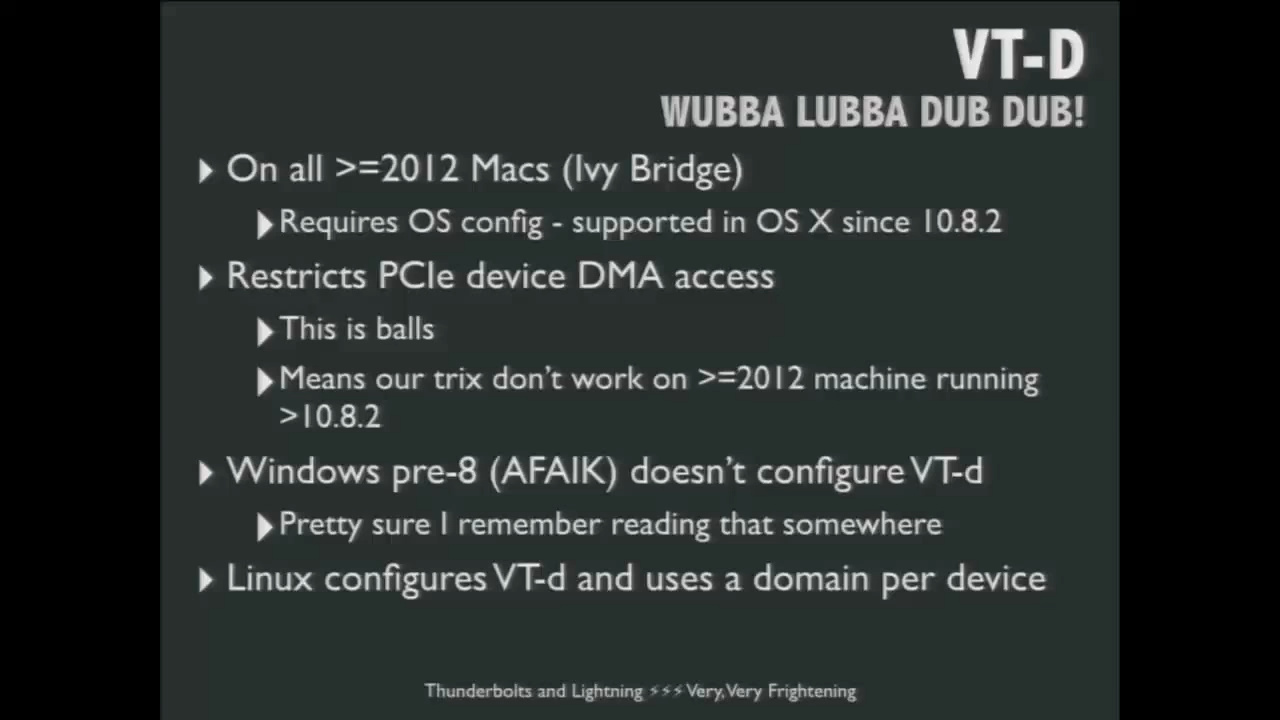 VT-D
WUBBA LUBBA DUB DUB!
On all >=2012 Macs (Ivy Bridge)
Requires OS config - supported in OS X since 10.8.2
Restricts PCIe device DMA access
This is balls
Means our trix don't work on >=2012 machine running
>10.8.2
Windows pre-8 (AFAIK) doesn't configure VT-d
Pretty sure I remember reading that somewhere
Linux configures VT-d and uses a domain per device
Thunderbolts and Lightning ⚡⚡⚡ Very, Very Frightening